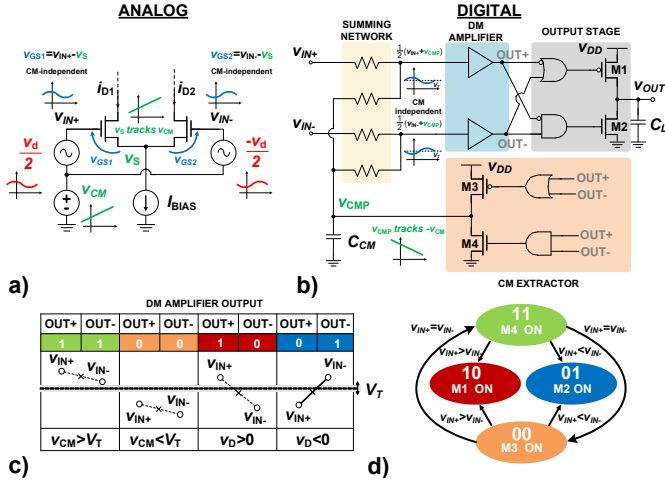 ANALOG
vGS1=vIN+-vS
CM-independent
vGS2=vIN--vS
CM-independent
iD1
iD2
vIN+
vIN-
vS tracks vCM
vd
2
-vd
2
vGS1
vS
vGS2
vCM
IBIAS
a)
DIGITAL
SUMMING
NETWORK
DM
AMPLIFIER
OUTPUT STAGE
vIN+
½(vIN++vCMP)
OUT+
vDD
M1
vT
CM
independent
vOUT
vIN-
½(vIN-+vCMP)
M2
CL
vT
OUT-
vDD
M3
OUT+
OUT-
vCMP
CCM
vCMP tracks -vCM
M4
OUT+
OUT-
b)
CM EXTRACTOR
DM AMPLIFIER OUTPUT
OUT+ OUT- OUT+ OUT- OUT+ OUT- OUT+ OUT-
1 1 0 0 1 0 0 1
vIN+ vIN- vIN+ vIN-
VT
vIN+ vIN- vIN- vIN+
vCM>VT vCM<VT vD>0 vD<0
c)
11
M4 ON
vIN+=vIN- vIN+=vIN-
vIN+>vIN- vIN+<vIN-
10
M1 ON
01
M2 ON
vIN+>vIN- vIN+<vIN-
00
M3 ON
d)